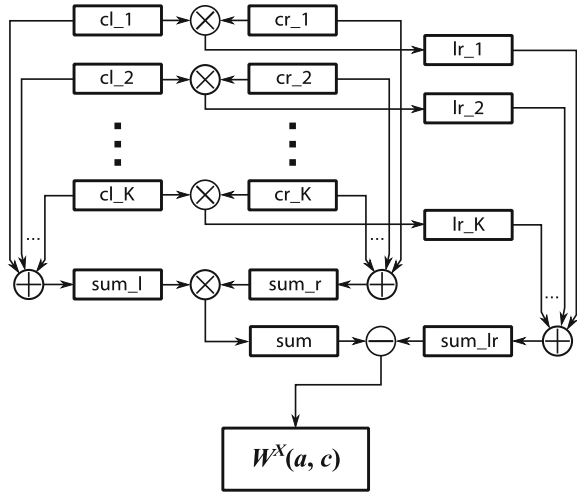 cl_1 cr_1
lr_1
cl_2 cr_2
lr_2
cl_K cr_K
lr_K
... ...
sum_l sum_r
...
sum sum_lr
W^X(a, c)